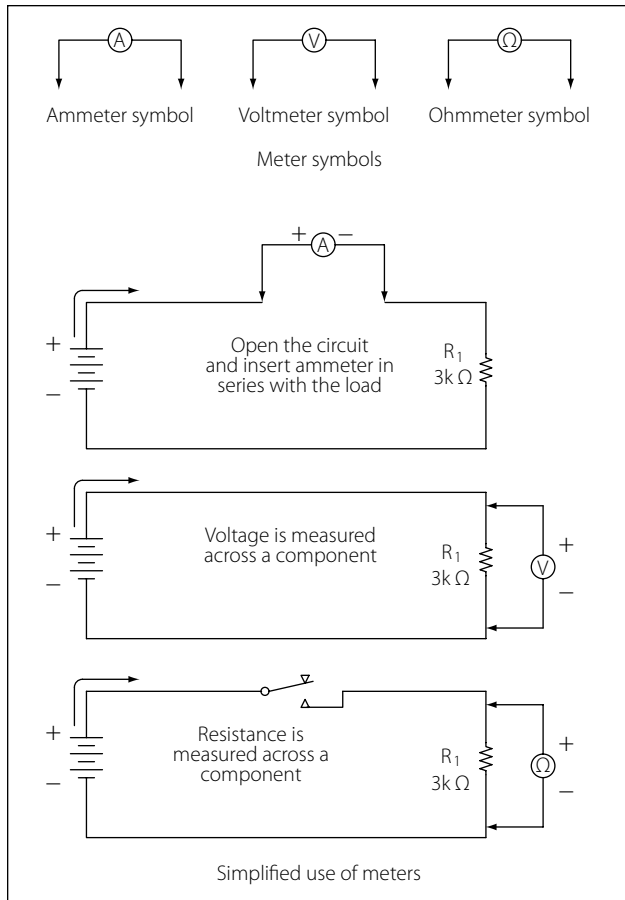 A
V
Ω
Ammeter symbol
Voltmeter symbol
Ohmmeter symbol
Meter symbols
+ A −
+
−
Open the circuit
and insert ammeter in
series with the load
R1
3k Ω
+
−
Voltage is measured
across a component
R1
3k Ω
+
V
−
+
−
Resistance is
measured across a
component
R1
3k Ω
+
Ω
−
Simplified use of meters